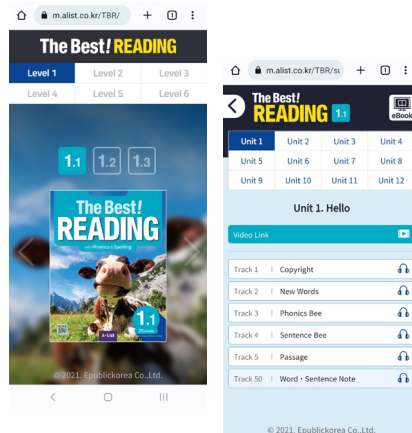 m.alist.co.kr/TBR/
The Best! READING
Level 1 Level 2 Level 3
Level 4 Level 5 Level 6
1.1 1.2 1.3
The Best!
READING
with Phonics & Spelling
1.1
A*List
© 2021. Epublickorea Co.,Ltd.
m.alist.co.kr/TBR/su
The Best!
READING 1.1
eBook
Unit 1 Unit 2 Unit 3 Unit 4
Unit 5 Unit 6 Unit 7 Unit 8
Unit 9 Unit 10 Unit 11 Unit 12
Unit 1. Hello
Video Link
Track 1 Copyright
Track 2 New Words
Track 3 Phonics Bee
Track 4 Sentence Bee
Track 5 Passage
Track 50 Word · Sentence Note
© 2021. Epublickorea Co.,Ltd.